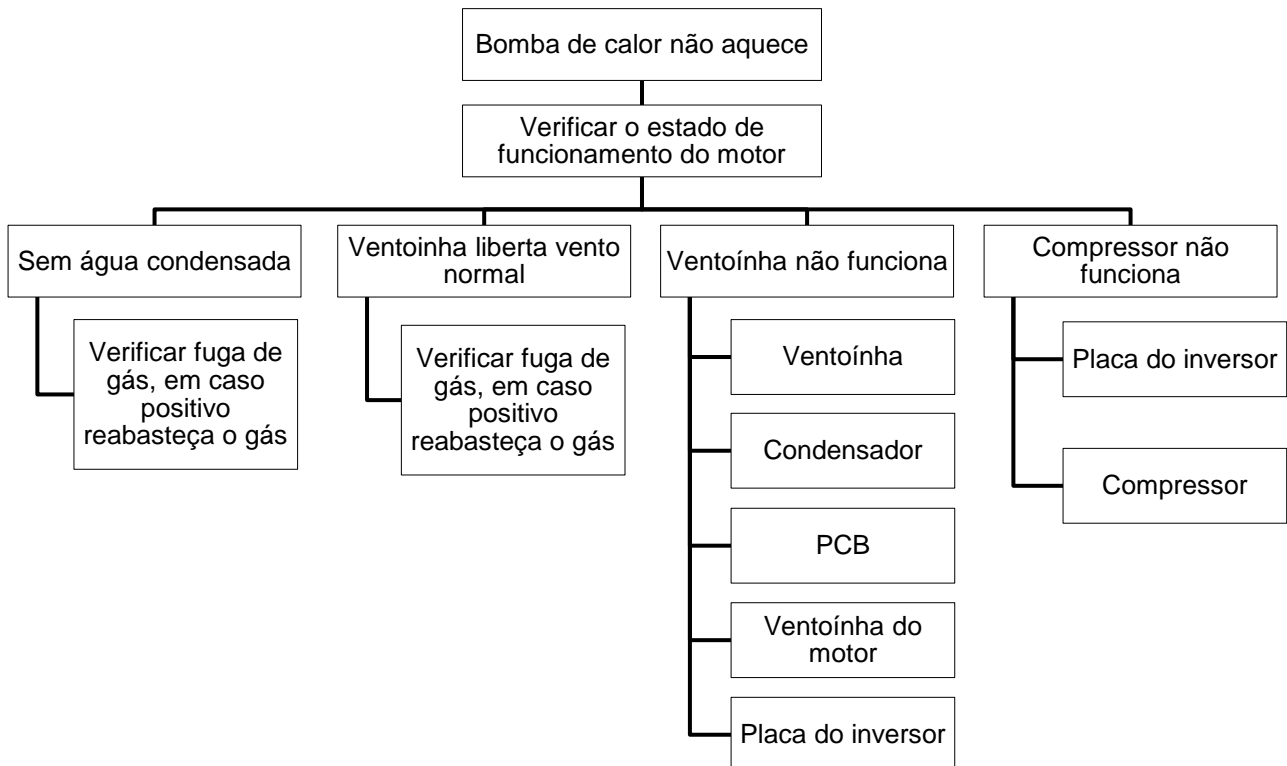 Bomba de calor não aquece
Verificar o estado de
funcionamento do motor
Sem água condensada
Verificar fuga de
gás, em caso
positivo
reabasteça o gás
Ventoinha liberta vento
normal
Verificar fuga de
gás, em caso
positivo
reabasteça o gás
Ventoínha não funciona
Ventoínha
Condensador
PCB
Ventoínha do
motor
Placa do inversor
Compressor não
funciona
Placa do inversor
Compressor